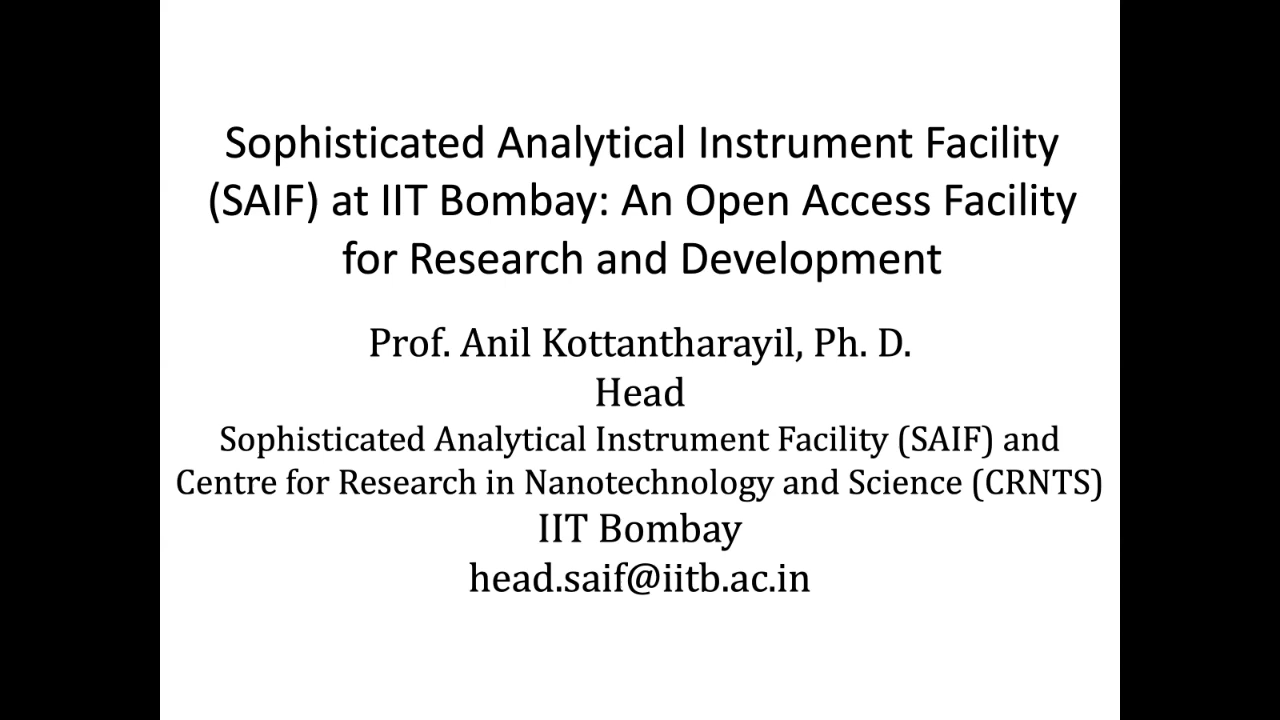 Sophisticated Analytical Instrument Facility
(SAIF) at IIT Bombay: An Open Access Facility
for Research and Development
Prof. Anil Kottantharayil, Ph. D.
Head
Sophisticated Analytical Instrument Facility (SAIF) and
Centre for Research in Nanotechnology and Science (CRNTS)
IIT Bombay
head.saif@iitb.ac.in